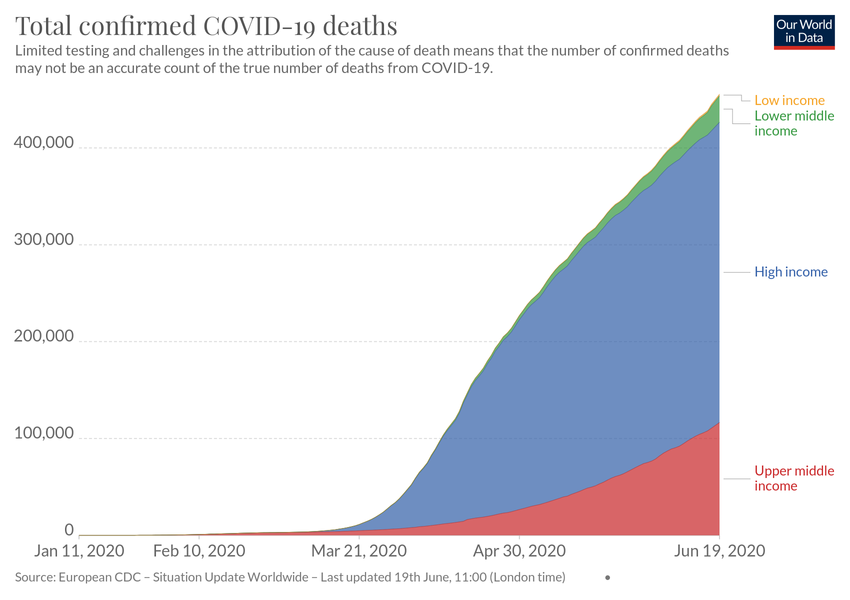 Total confirmed COVID-19 deaths
Our World
in Data
Limited testing and challenges in the attribution of the cause of death means that the number of confirmed deaths
may not be an accurate count of the true number of deaths from COVID-19.
Low income
Lower middle
income
400,000
300,000
High income
200,000
100,000
Upper middle
income
0
Jan 11, 2020
Feb 10, 2020
Mar 21, 2020
Apr 30, 2020
Jun 19, 2020
Source: European CDC – Situation Update Worldwide – Last updated 19th June, 11:00 (London time)